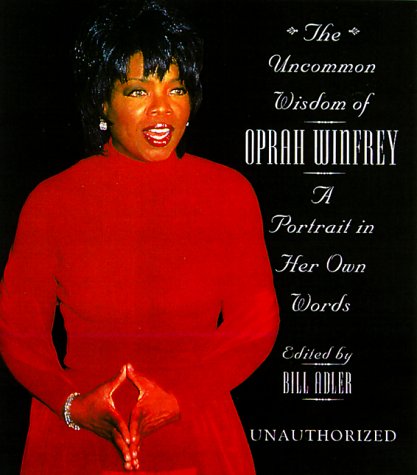 The
Uncommon
Wisdom of
OPRAH WINFREY
A
Portrait in
Her Own
Words
Edited by
BILL ADLER
UNAUTHORIZED